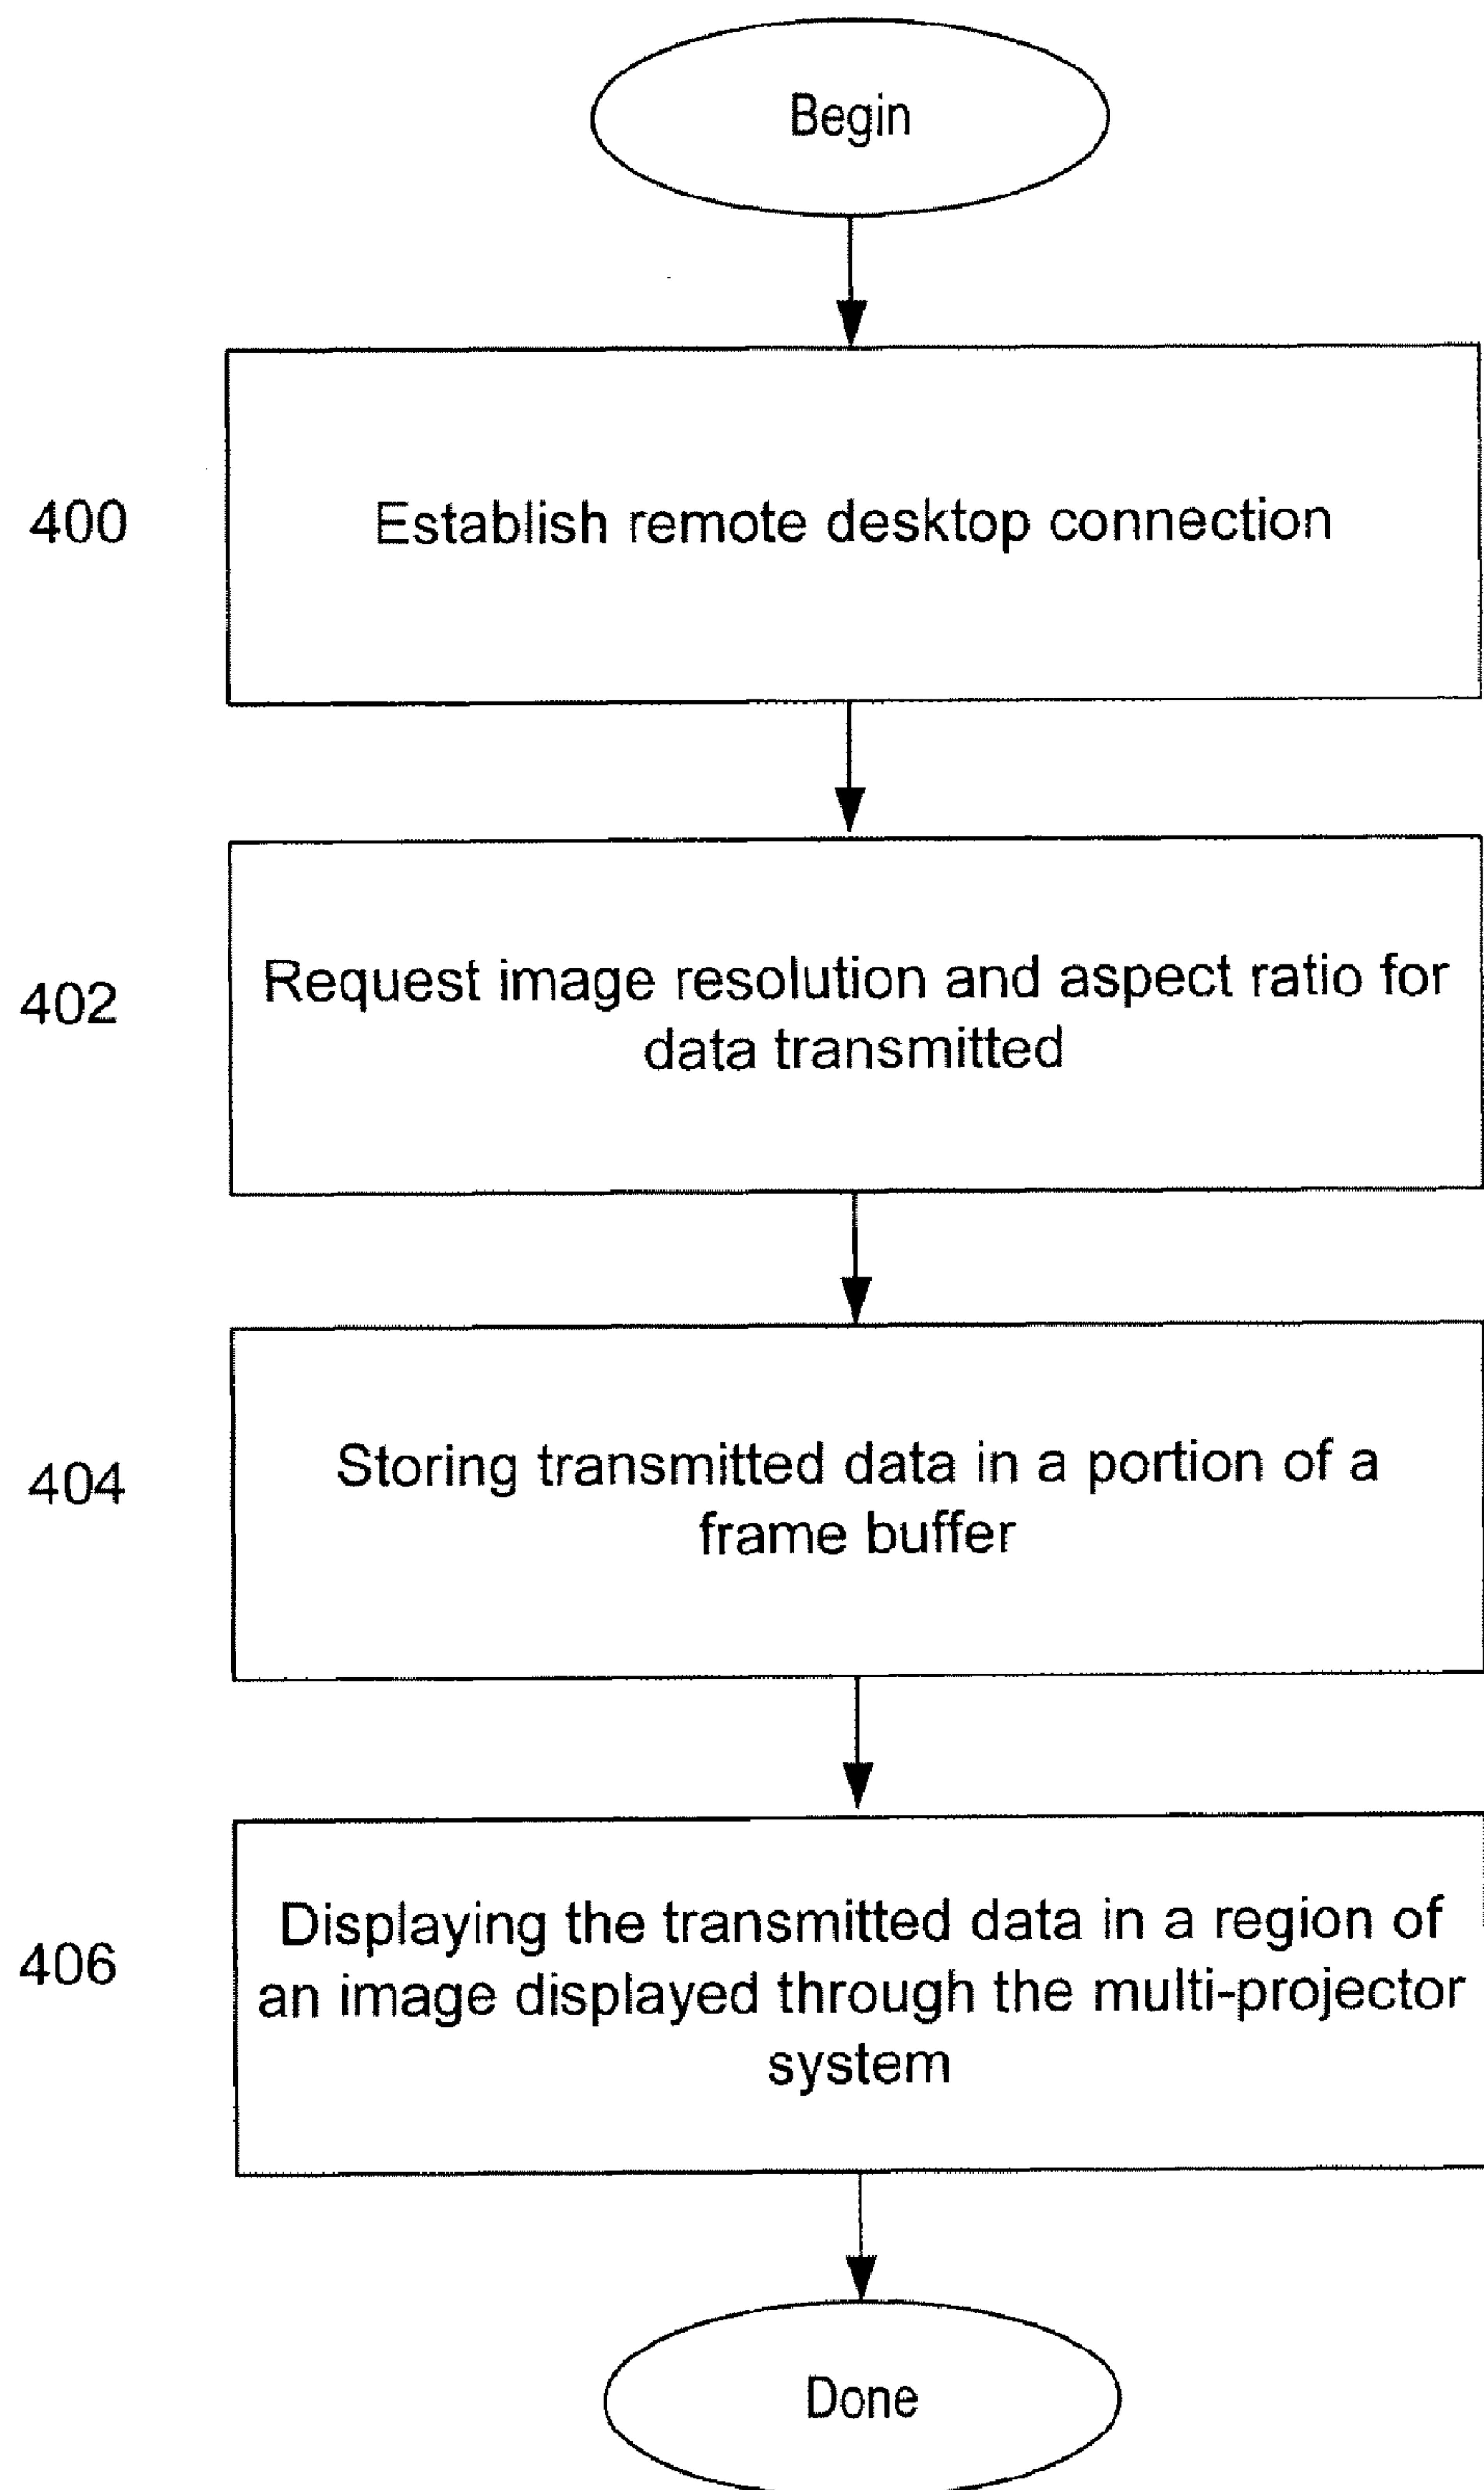 Begin
400
Establish remote desktop connection
402
Request image resolution and aspect ratio for
data transmitted
404
Storing transmitted data in a portion of a
frame buffer
406
Displaying the transmitted data in a region of
an image displayed through the multi-projector
system
Done